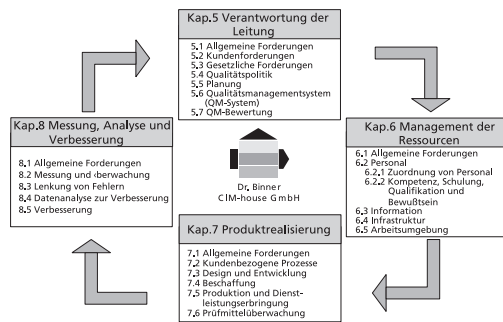 Kap.5 Verantwortung der
Leitung
5.1 Allgemeine Forderungen
5.2 Kundenforderungen
5.3 Gesetzliche Forderungen
5.4 Qualitätspolitik
5.5 Planung
5.6 Qualitätsmanagementsystem
(QM-System)
5.7 QM-Bewertung
Kap.6 Management der
Ressourcen
6.1 Allgemeine Forderungen
6.2 Personal
6.2.1 Zuordnung von Personal
6.2.2 Kompetenz, Schulung,
Qualifikation und
Bewußtsein
6.3 Information
6.4 Infrastruktur
6.5 Arbeitsumgebung
Kap.7 Produktrealisierung
7.1 Allgemeine Forderungen
7.2 Kundenbezogene Prozesse
7.3 Design und Entwicklung
7.4 Beschaffung
7.5 Produktion und Dienst-
leistungserbringung
7.6 Prüfmittelüberwachung
Kap.8 Messung, Analyse und
Verbesserung
8.1 Allgemeine Forderungen
8.2 Messung und ‹berwachung
8.3 Lenkung von Fehlern
8.4 Datenanalyse zur Verbesserung
8.5 Verbesserung
Dr. Binner
CIM-house GmbH